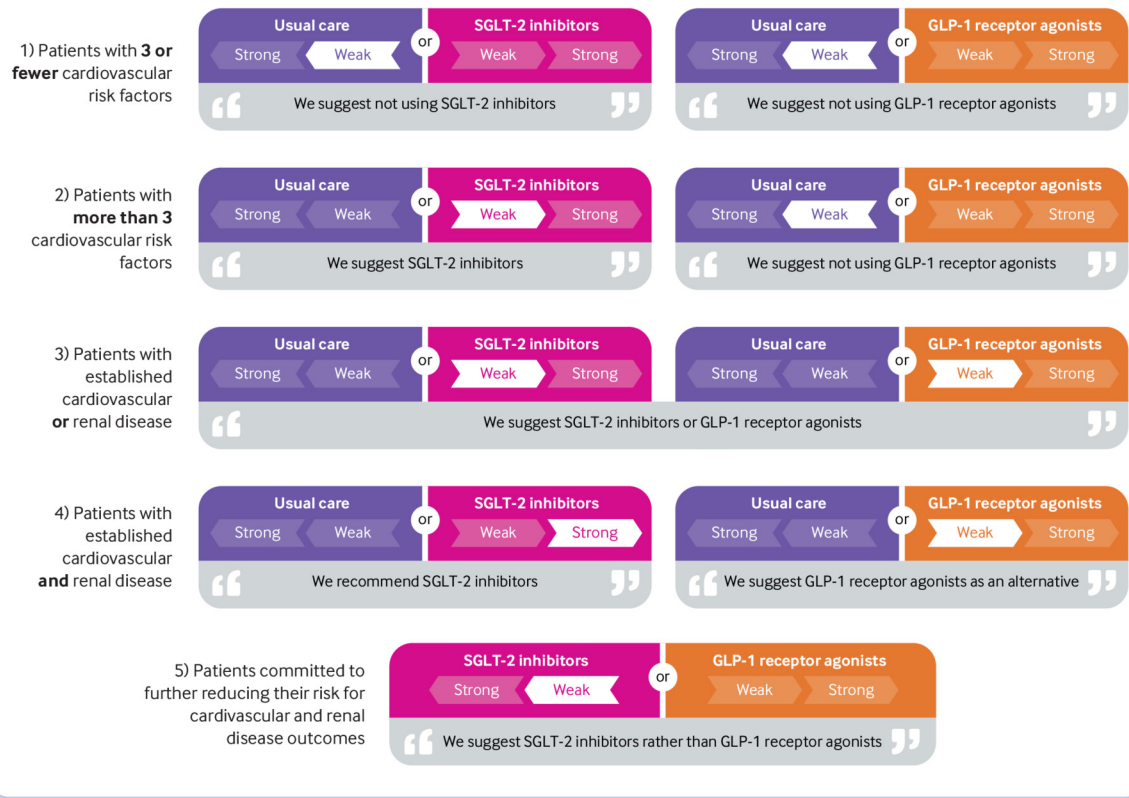 1) Patients with 3 or
fewer cardiovascular
risk factors
Usual care
Strong
Weak
or
SGLT-2 inhibitors
Weak
Strong
“ We suggest not using SGLT-2 inhibitors ”
Usual care
Strong
Weak
or
GLP-1 receptor agonists
Weak
Strong
“ We suggest not using GLP-1 receptor agonists ”
2) Patients with
more than 3
cardiovascular risk
factors
Usual care
Strong
Weak
or
SGLT-2 inhibitors
Weak
Strong
“ We suggest SGLT-2 inhibitors ”
Usual care
Strong
Weak
or
GLP-1 receptor agonists
Weak
Strong
“ We suggest not using GLP-1 receptor agonists ”
3) Patients with
established
cardiovascular
or renal disease
Usual care
Strong
Weak
or
SGLT-2 inhibitors
Weak
Strong
Usual care
Strong
Weak
or
GLP-1 receptor agonists
Weak
Strong
“ We suggest SGLT-2 inhibitors or GLP-1 receptor agonists ”
4) Patients with
established
cardiovascular
and renal disease
Usual care
Strong
Weak
or
SGLT-2 inhibitors
Weak
Strong
“ We recommend SGLT-2 inhibitors ”
Usual care
Strong
Weak
or
GLP-1 receptor agonists
Weak
Strong
“ We suggest GLP-1 receptor agonists as an alternative ”
5) Patients committed to
further reducing their risk for
cardivascular and renal
disease outcomes
SGLT-2 inhibitors
Strong
Weak
or
GLP-1 receptor agonists
Weak
Strong
“ We suggest SGLT-2 inhibitors rather than GLP-1 receptor agonists ”